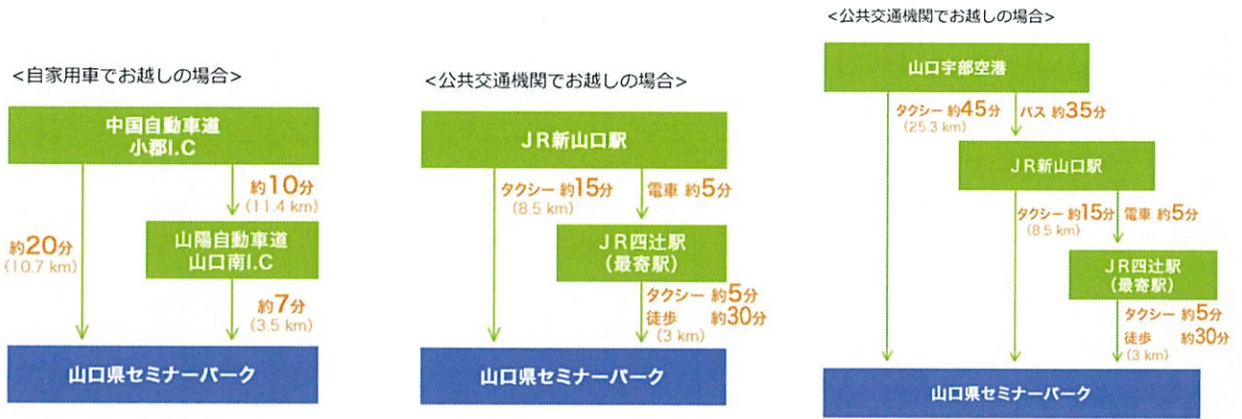 <自家用車でお越しの場合>
中国自動車道
小郡I.C
約10分
(11.4 km)
約20分
(10.7 km)
山陽自動車道
山口南I.C
約7分
(3.5 km)
山口県セミナーパーク
<公共交通機関でお越しの場合>
JR新山口駅
タクシー 約15分
(8.5 km)
電車 約5分
JR四辻駅
(最寄駅)
タクシー 約5分
徒歩 約30分
(3 km)
山口県セミナーパーク
<公共交通機関でお越しの場合>
山口宇部空港
タクシー 約45分
(25.3 km)
バス 約35分
JR新山口駅
タクシー 約15分
(8.5 km)
電車 約5分
JR四辻駅
(最寄駅)
タクシー 約5分
徒歩 約30分
(3 km)
山口県セミナーパーク